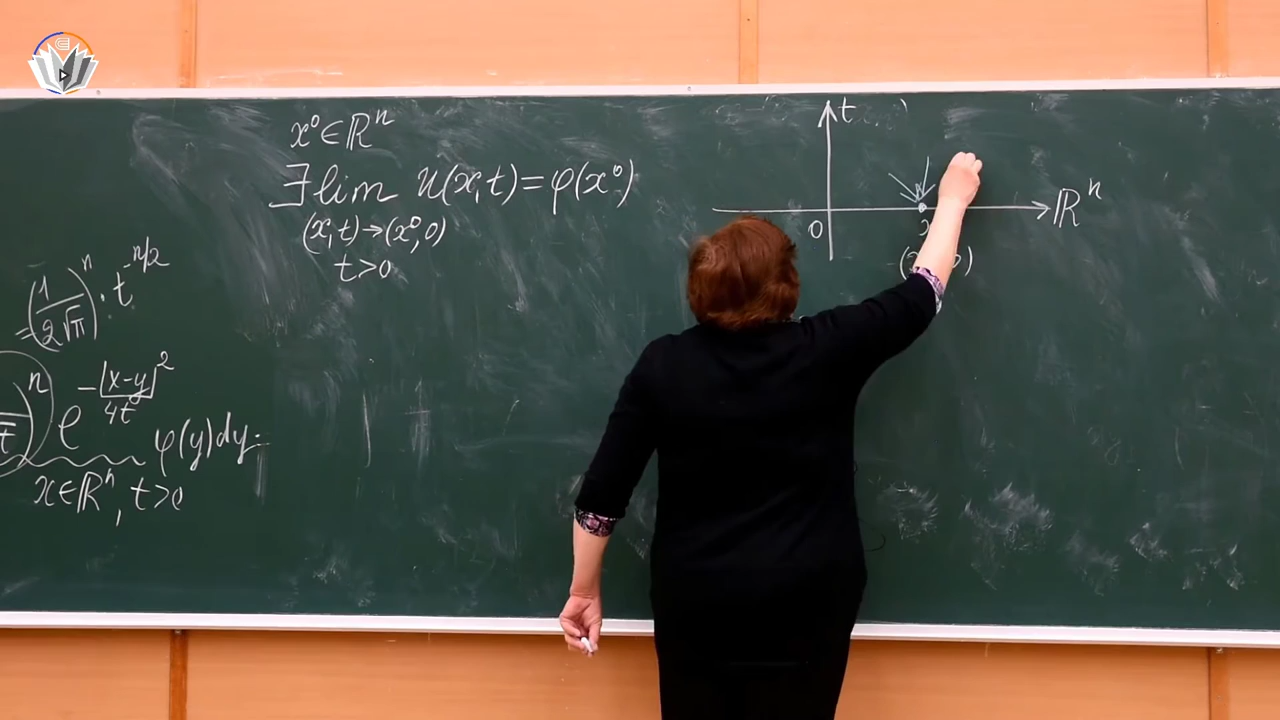 x⁰∈ℝⁿ
∃ lim u(x,t)=φ(x⁰)
(x,t)→(x⁰,0)
t>0
=(1/2√π)ⁿ·t^-n/2
)ⁿ e^-|x-y|²/4t φ(y)dy.
x∈ℝⁿ, t>0
t
0
ℝⁿ